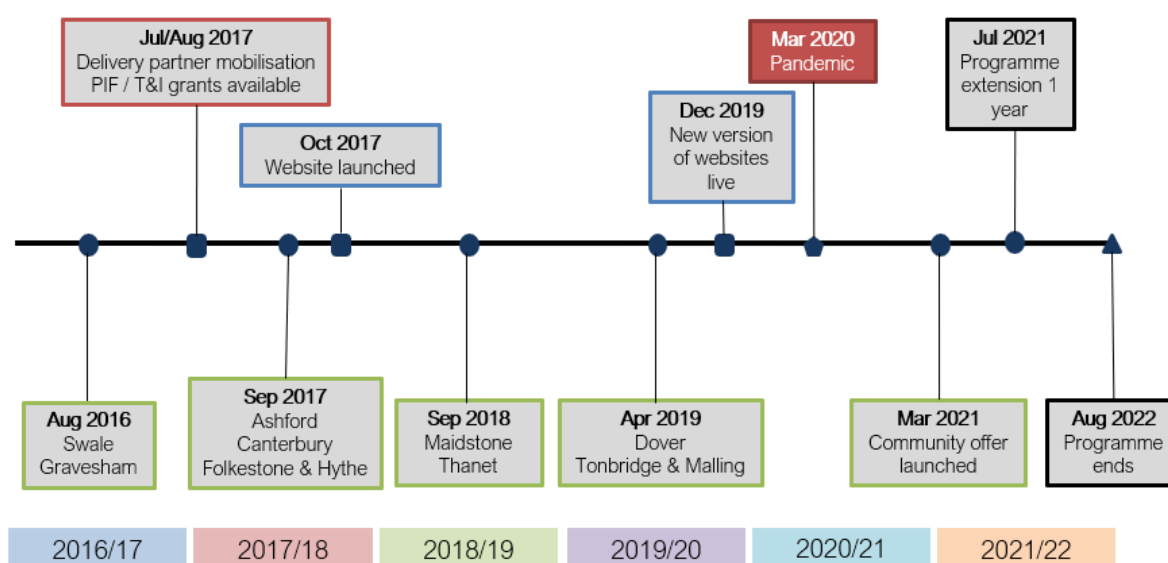 Jul/Aug 2017
Delivery partner mobilisation
PIF / T&I grants available
Oct 2017
Website launched
Dec 2019
New version
of websites
live
Mar 2020
Pandemic
Jul 2021
Programme
extension 1
year
Aug 2016
Swale
Gravesham
Sep 2017
Ashford
Canterbury
Folkestone & Hythe
Sep 2018
Maidstone
Thanet
Apr 2019
Dover
Tonbridge & Malling
Mar 2021
Community offer
launched
Aug 2022
Programme
ends
2016/17
2017/18
2018/19
2019/20
2020/21
2021/22